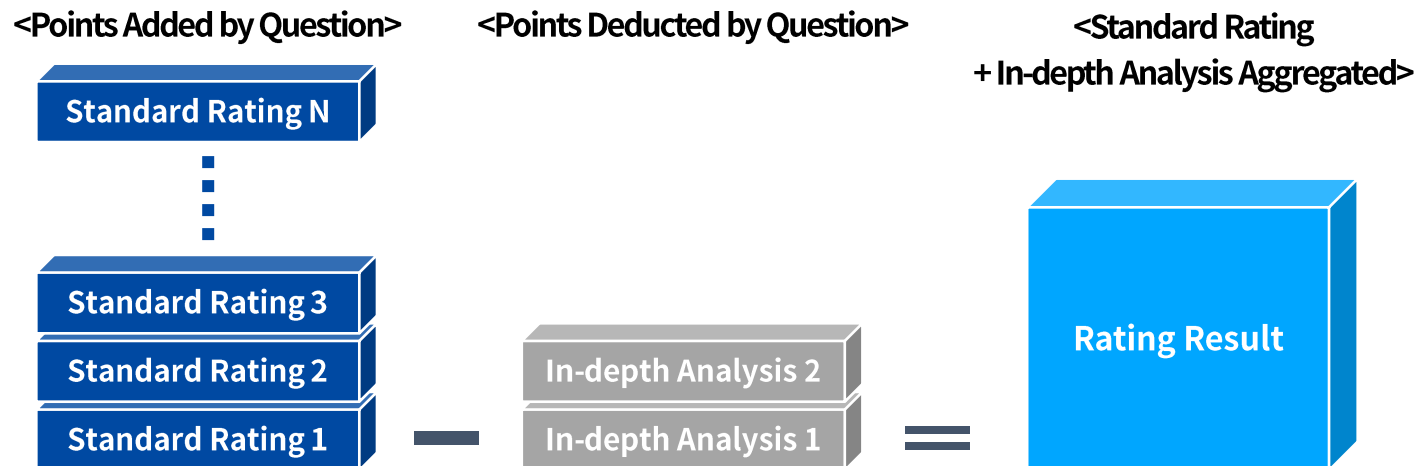 <Points Added by Question>
Standard Rating N
Standard Rating 3
Standard Rating 2
Standard Rating 1
<Points Deducted by Question>
In-depth Analysis 2
In-depth Analysis 1
<Standard Rating
+ In-depth Analysis Aggregated>
Rating Result